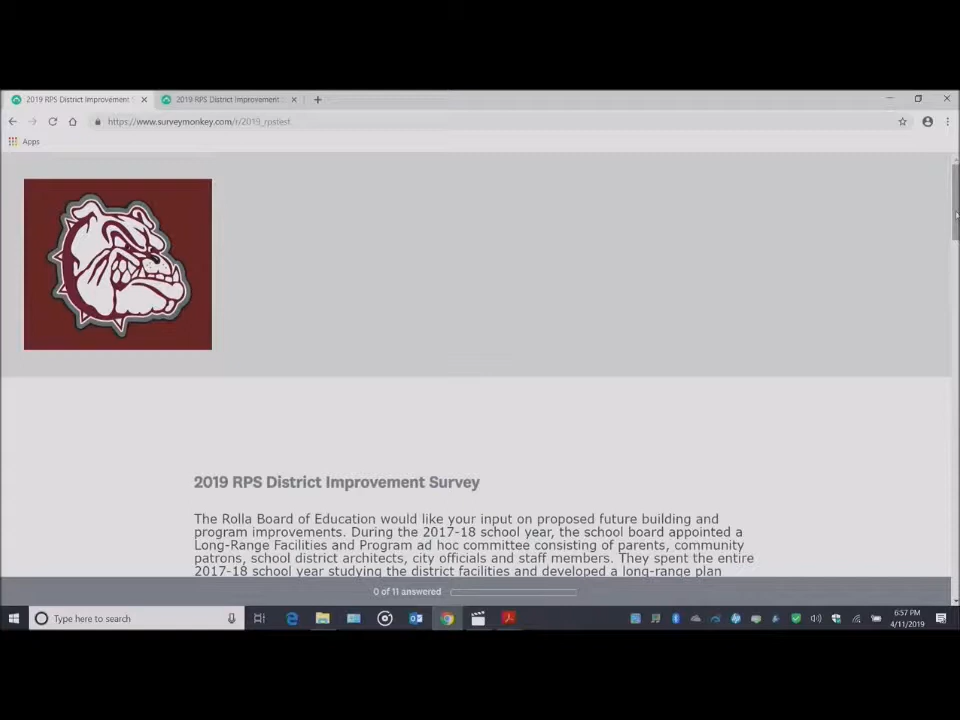 2019 RPS District Improvement
2019 RPS District Improvement
https://www.surveymonkey.com/r/2019_rpstest
Apps
2019 RPS District Improvement Survey
The Rolla Board of Education would like your input on proposed future building and
program improvements. During the 2017-18 school year, the school board appointed a
Long-Range Facilities and Program ad hoc committee consisting of parents, community
patrons, school district architects, city officials and staff members. They spent the entire
2017-18 school year studying the district facilities and developed a long-range plan
0 of 11 answered
Type here to search
6:57 PM
4/11/2019